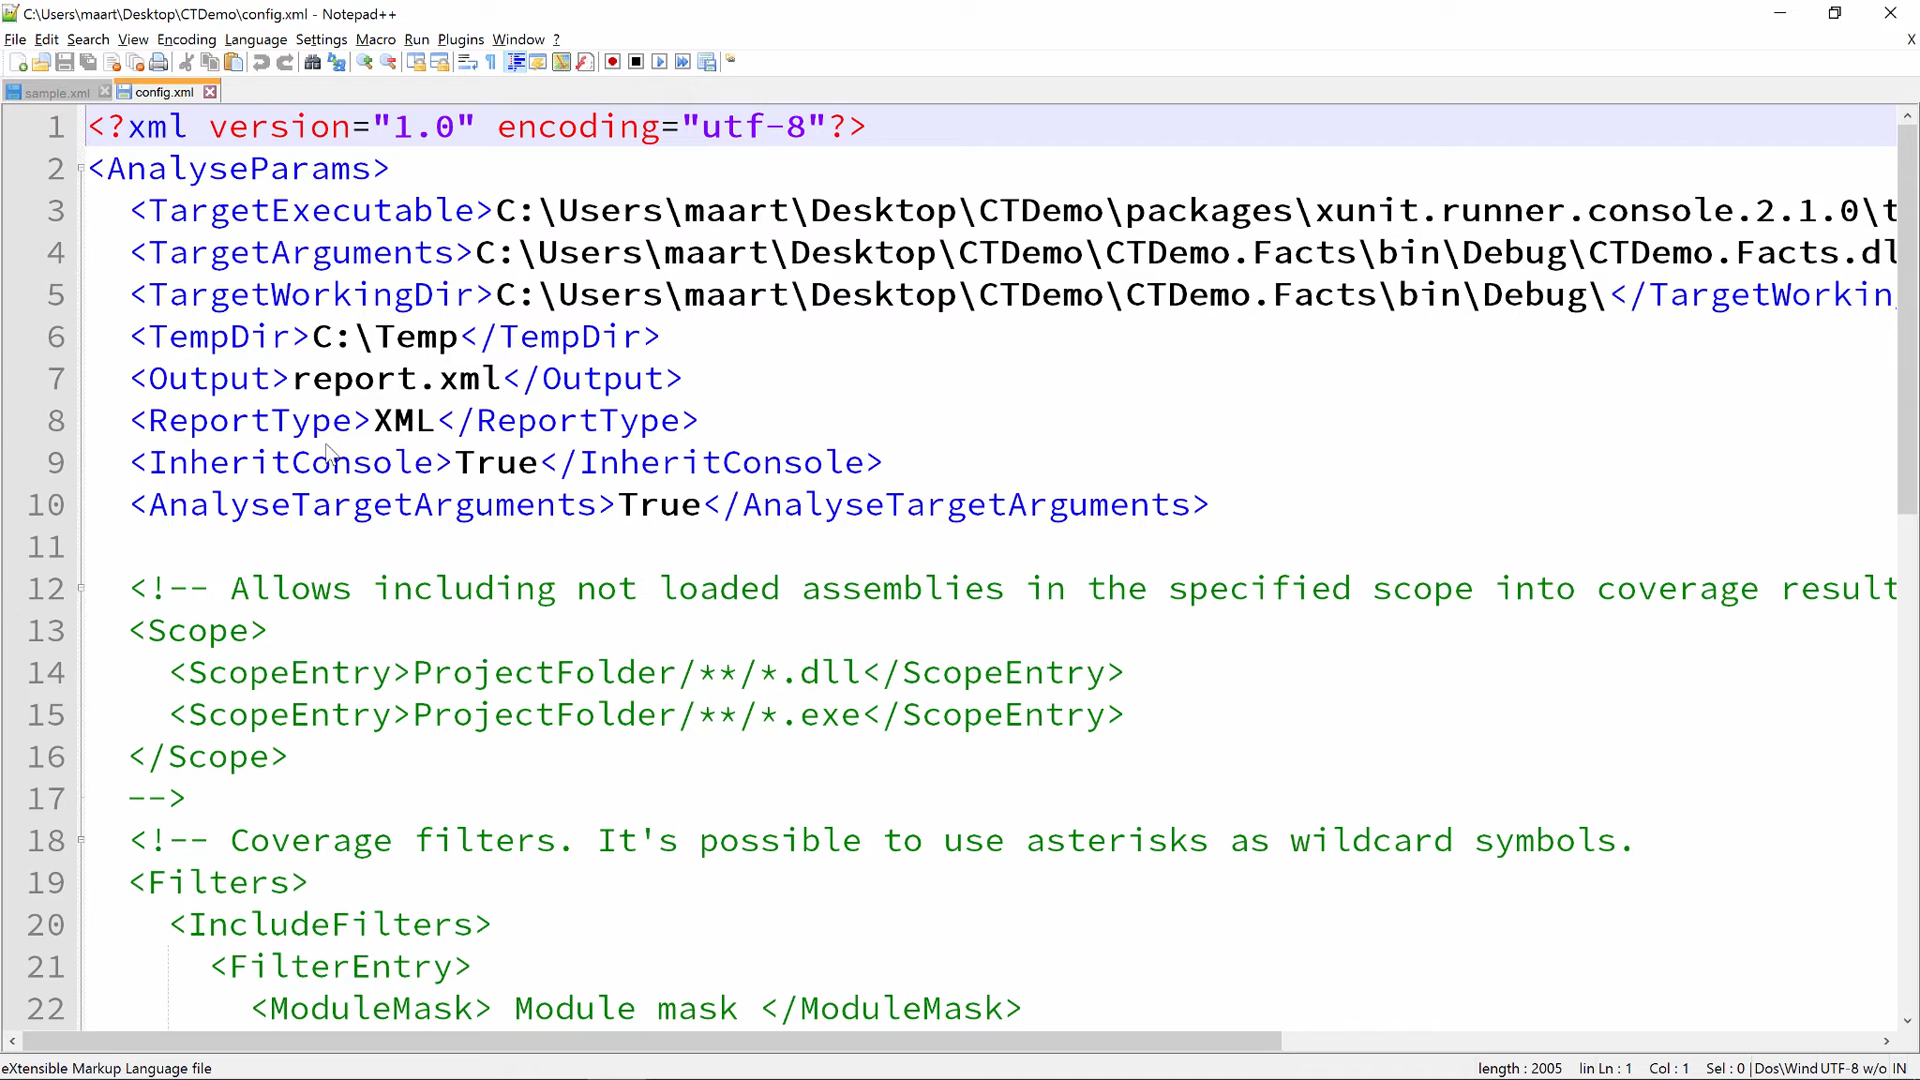 C:\Users\maart\Desktop\CTDemo\config.xml - Notepad++
File Edit Search View Encoding Language Settings Macro Run Plugins Window ?
X
sample.xml config.xml
1 <?xml version="1.0" encoding="utf-8"?>
2 <AnalyseParams>
3 <TargetExecutable>C:\Users\maart\Desktop\CTDemo\packages\xunit.runner.console.2.1.0\t
4 <TargetArguments>C:\Users\maart\Desktop\CTDemo\CTDemo.Facts\bin\Debug\CTDemo.Facts.dl
5 <TargetWorkingDir>C:\Users\maart\Desktop\CTDemo\CTDemo.Facts\bin\Debug\</TargetWorkin
6 <TempDir>C:\Temp</TempDir>
7 <Output>report.xml</Output>
8 <ReportType>XML</ReportType>
9 <InheritConsole>True</InheritConsole>
10 <AnalyseTargetArguments>True</AnalyseTargetArguments>
11
12 <!-- Allows including not loaded assemblies in the specified scope into coverage result
13 <Scope>
14 <ScopeEntry>ProjectFolder/**/*.dll</ScopeEntry>
15 <ScopeEntry>ProjectFolder/**/*.exe</ScopeEntry>
16 </Scope>
17 -->
18 <!-- Coverage filters. It's possible to use asterisks as wildcard symbols.
19 <Filters>
20 <IncludeFilters>
21 <FilterEntry>
22 <ModuleMask> Module mask </ModuleMask>
eXtensible Markup Language file length : 2005 lin Ln : 1 Col : 1 Sel : 0 Dos\Wind UTF-8 w/o IN